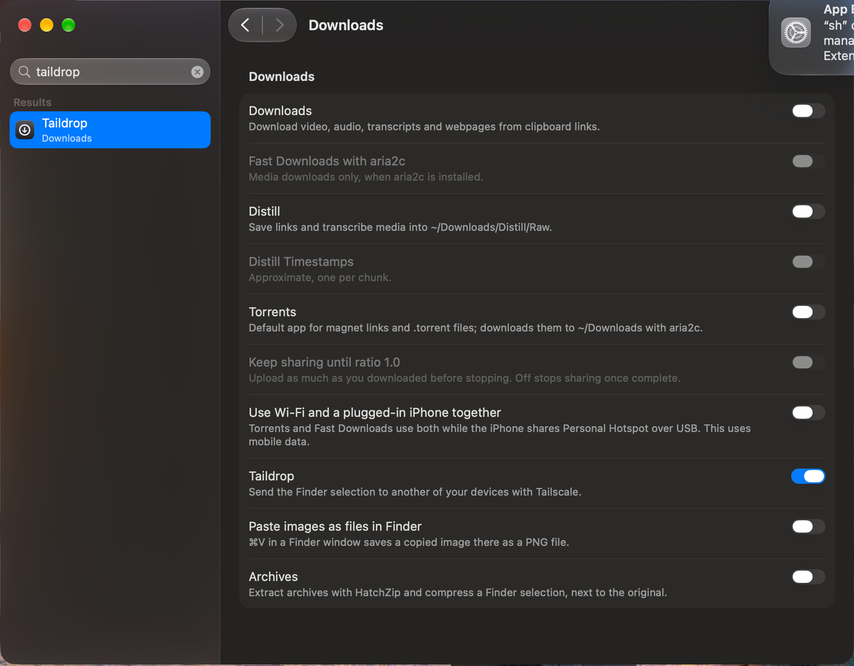 Downloads
App
"sh"
mana
Exten
taildrop
Results
Taildrop
Downloads
Downloads
Downloads
Download video, audio, transcripts and webpages from clipboard links.
Fast Downloads with aria2c
Media downloads only, when aria2c is installed.
Distill
Save links and transcribe media into ~/Downloads/Distill/Raw.
Distill Timestamps
Approximate, one per chunk.
Torrents
Default app for magnet links and .torrent files; downloads them to ~/Downloads with aria2c.
Keep sharing until ratio 1.0
Upload as much as you downloaded before stopping. Off stops sharing once complete.
Use Wi-Fi and a plugged-in iPhone together
Torrents and Fast Downloads use both while the iPhone shares Personal Hotspot over USB. This uses
mobile data.
Taildrop
Send the Finder selection to another of your devices with Tailscale.
Paste images as files in Finder
⌘V in a Finder window saves a copied image there as a PNG file.
Archives
Extract archives with HatchZip and compress a Finder selection, next to the original.